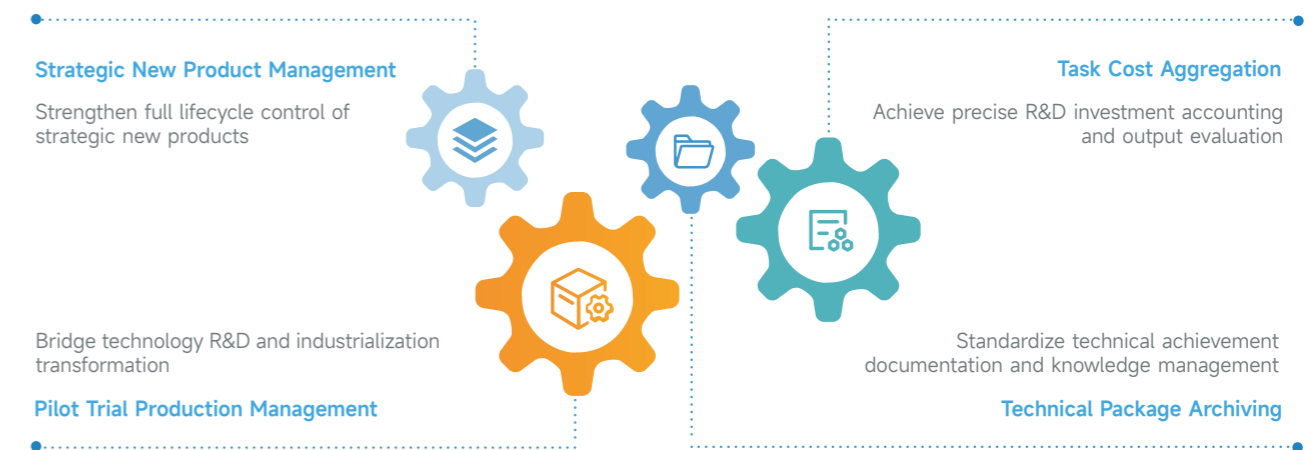 Strategic New Product Management
Strengthen full lifecycle control of
strategic new products
Task Cost Aggregation
Achieve precise R&D investment accounting
and output evaluation
Bridge technology R&D and industrialization
transformation
Pilot Trial Production Management
Standardize technical achievement
documentation and knowledge management
Technical Package Archiving